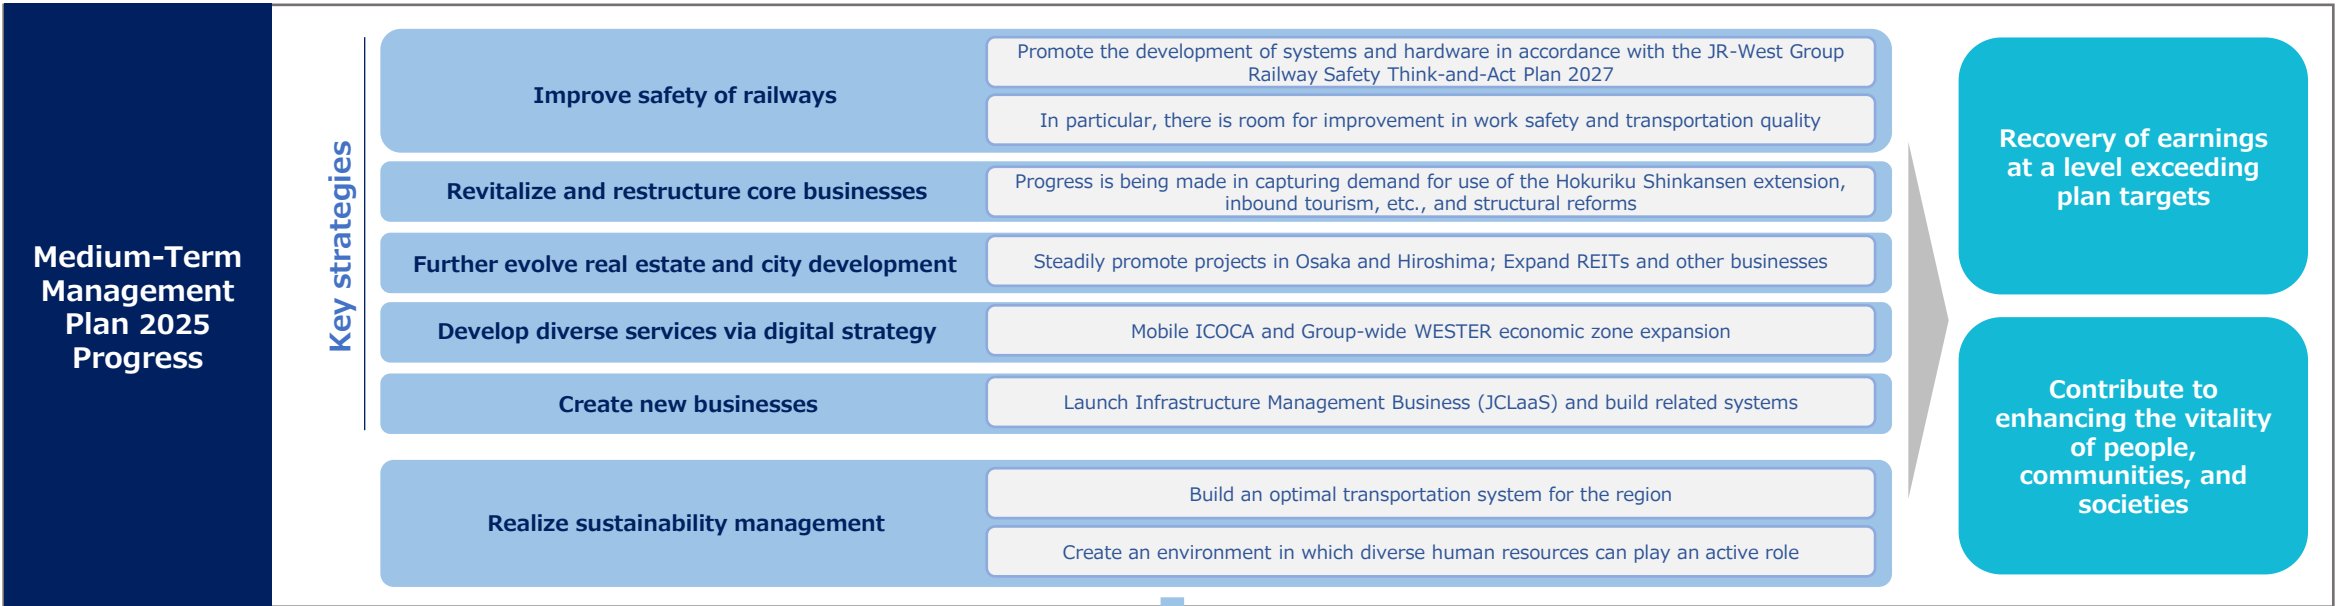 Medium-Term
Management
Plan 2025
Progress
Key strategies
Improve safety of railways
Promote the development of systems and hardware in accordance with the JR-West Group
Railway Safety Think-and-Act Plan 2027
In particular, there is room for improvement in work safety and transportation quality
Revitalize and restructure core businesses
Progress is being made in capturing demand for use of the Hokuriku Shinkansen extension,
inbound tourism, etc., and structural reforms
Further evolve real estate and city development
Steadily promote projects in Osaka and Hiroshima; Expand REITs and other businesses
Develop diverse services via digital strategy
Mobile ICOCA and Group-wide WESTER economic zone expansion
Create new businesses
Launch Infrastructure Management Business (JCLaaS) and build related systems
Realize sustainability management
Build an optimal transportation system for the region
Create an environment in which diverse human resources can play an active role
Recovery of earnings
at a level exceeding
plan targets
Contribute to
enhancing the vitality
of people,
communities, and
societies